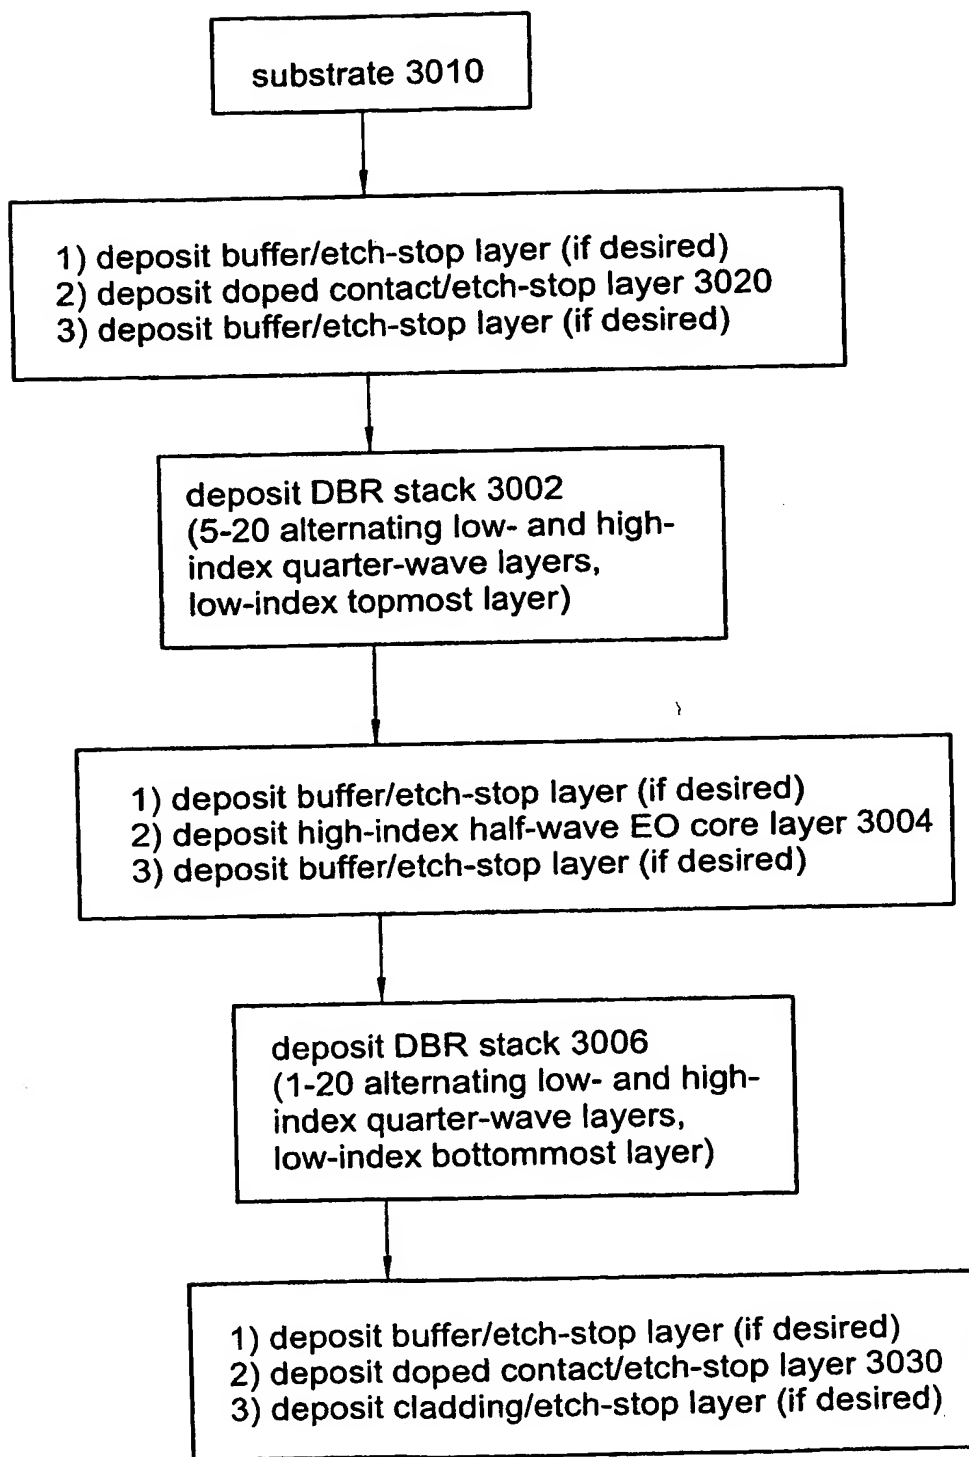 substrate 3010
1) deposit buffer/etch-stop layer (if desired)
2) deposit doped contact/etch-stop layer 3020
3) deposit buffer/etch-stop layer (if desired)
deposit DBR stack 3002
(5-20 alternating low- and high-
index quarter-wave layers,
low-index topmost layer)
1) deposit buffer/etch-stop layer (if desired)
2) deposit high-index half-wave EO core layer 3004
3) deposit buffer/etch-stop layer (if desired)
deposit DBR stack 3006
(1-20 alternating low- and high-
index quarter-wave layers,
low-index bottommost layer)
1) deposit buffer/etch-stop layer (if desired)
2) deposit doped contact/etch-stop layer 3030
3) deposit cladding/etch-stop layer (if desired)